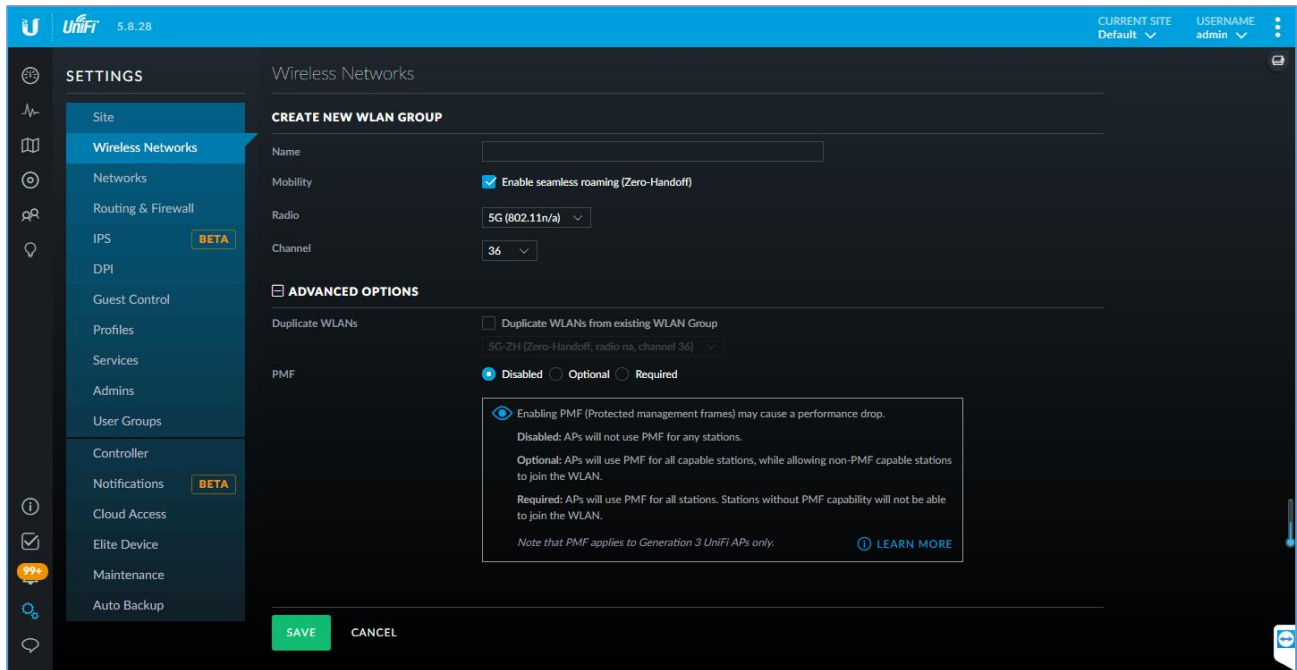 UniFi 5.8.28
CURRENT SITE
Default
USERNAME
admin
SETTINGS
Site
Wireless Networks
Networks
Routing & Firewall
IPS BETA
DPI
Guest Control
Profiles
Services
Admins
User Groups
Controller
Notifications BETA
Cloud Access
Elite Device
Maintenance
Auto Backup
99+
Wireless Networks
CREATE NEW WLAN GROUP
Name
Mobility Enable seamless roaming (Zero-Handoff)
Radio 5G (802.11n/a)
Channel 36
ADVANCED OPTIONS
Duplicate WLANs Duplicate WLANs from existing WLAN Group
5G-ZH (Zero-Handoff, radio na, channel 36)
PMF Disabled Optional Required
Enabling PMF (Protected management frames) may cause a performance drop.
Disabled: APs will not use PMF for any stations.
Optional: APs will use PMF for all capable stations, while allowing non-PMF capable stations
to join the WLAN.
Required: APs will use PMF for all stations. Stations without PMF capability will not be able
to join the WLAN.
Note that PMF applies to Generation 3 UniFi APs only. LEARN MORE
SAVE CANCEL